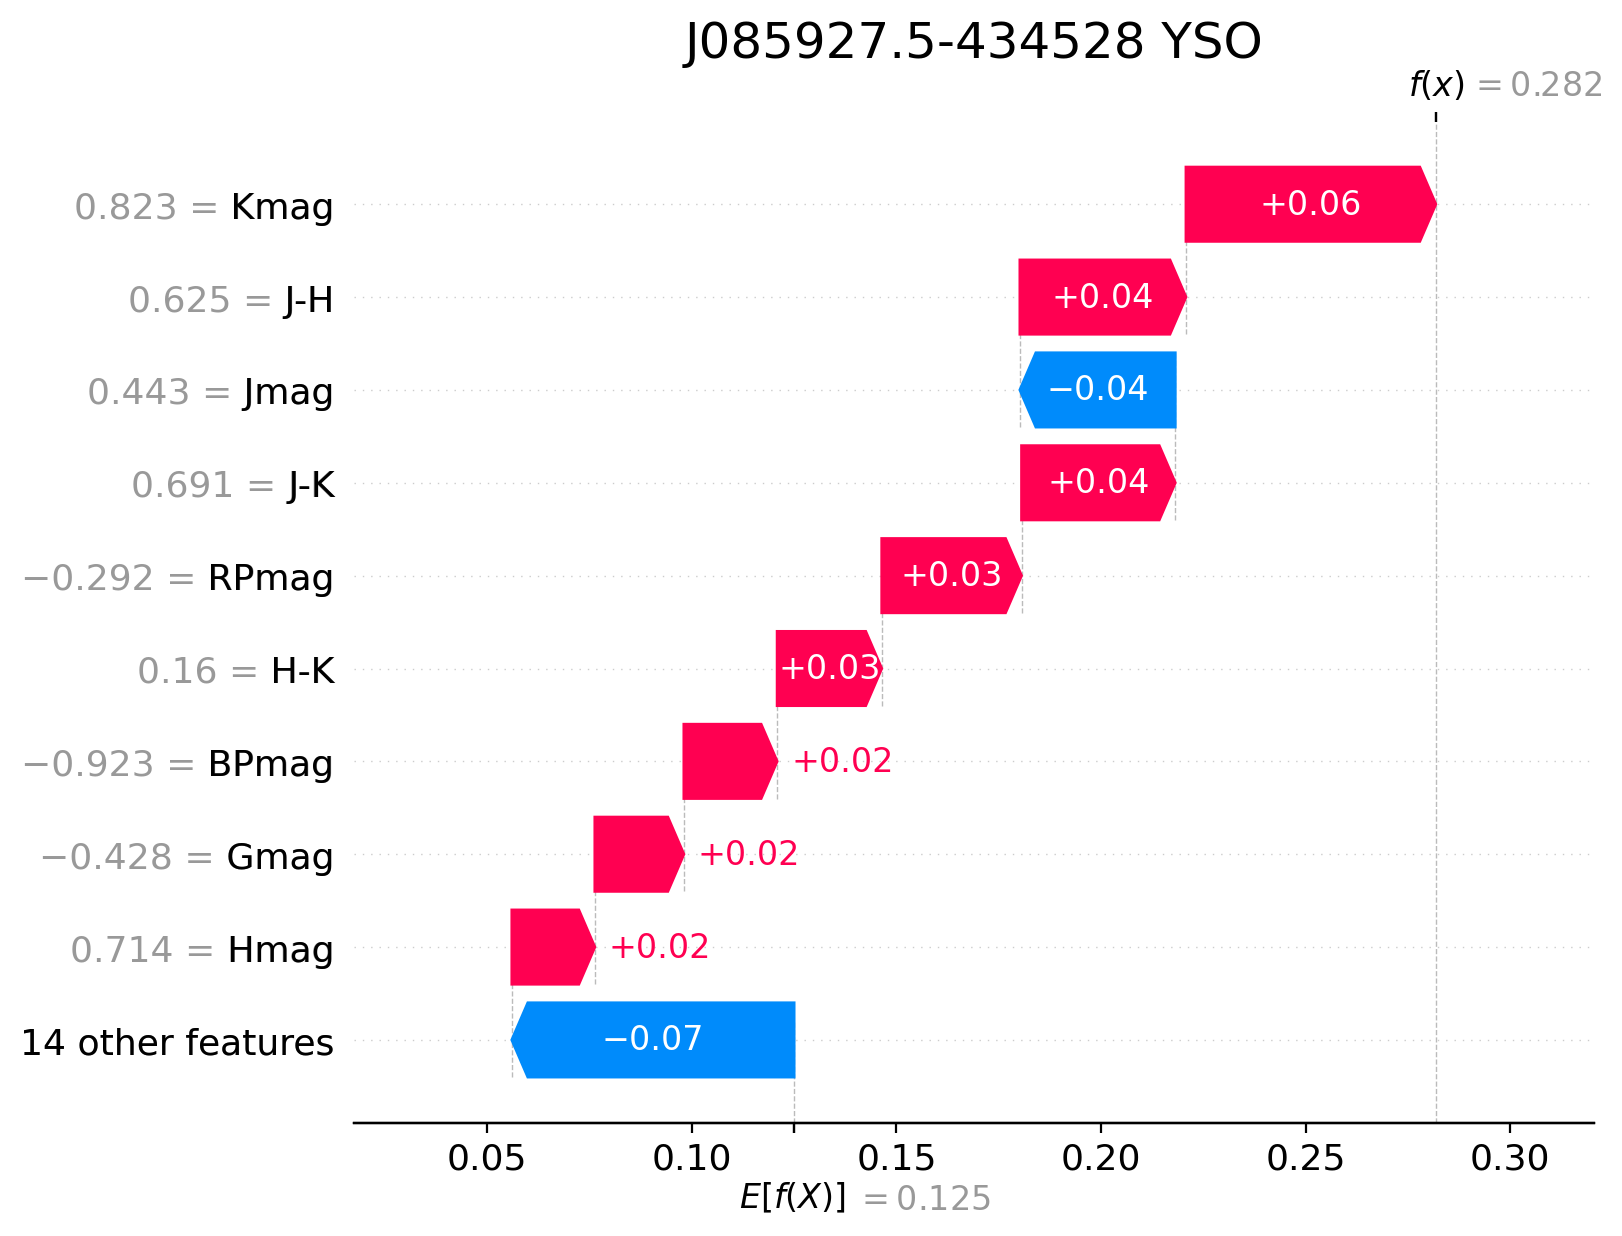 J085927.5-434528 YSO
f(x) = 0.282
0.823 = Kmag
+0.06
0.625 = J-H
+0.04
0.443 = Jmag
−0.04
0.691 = J-K
+0.04
−0.292 = RPmag
+0.03
0.16 = H-K
+0.03
−0.923 = BPmag
+0.02
−0.428 = Gmag
+0.02
0.714 = Hmag
+0.02
14 other features
−0.07
0.05 0.10 0.15 0.20 0.25 0.30
E[f(X)] = 0.125